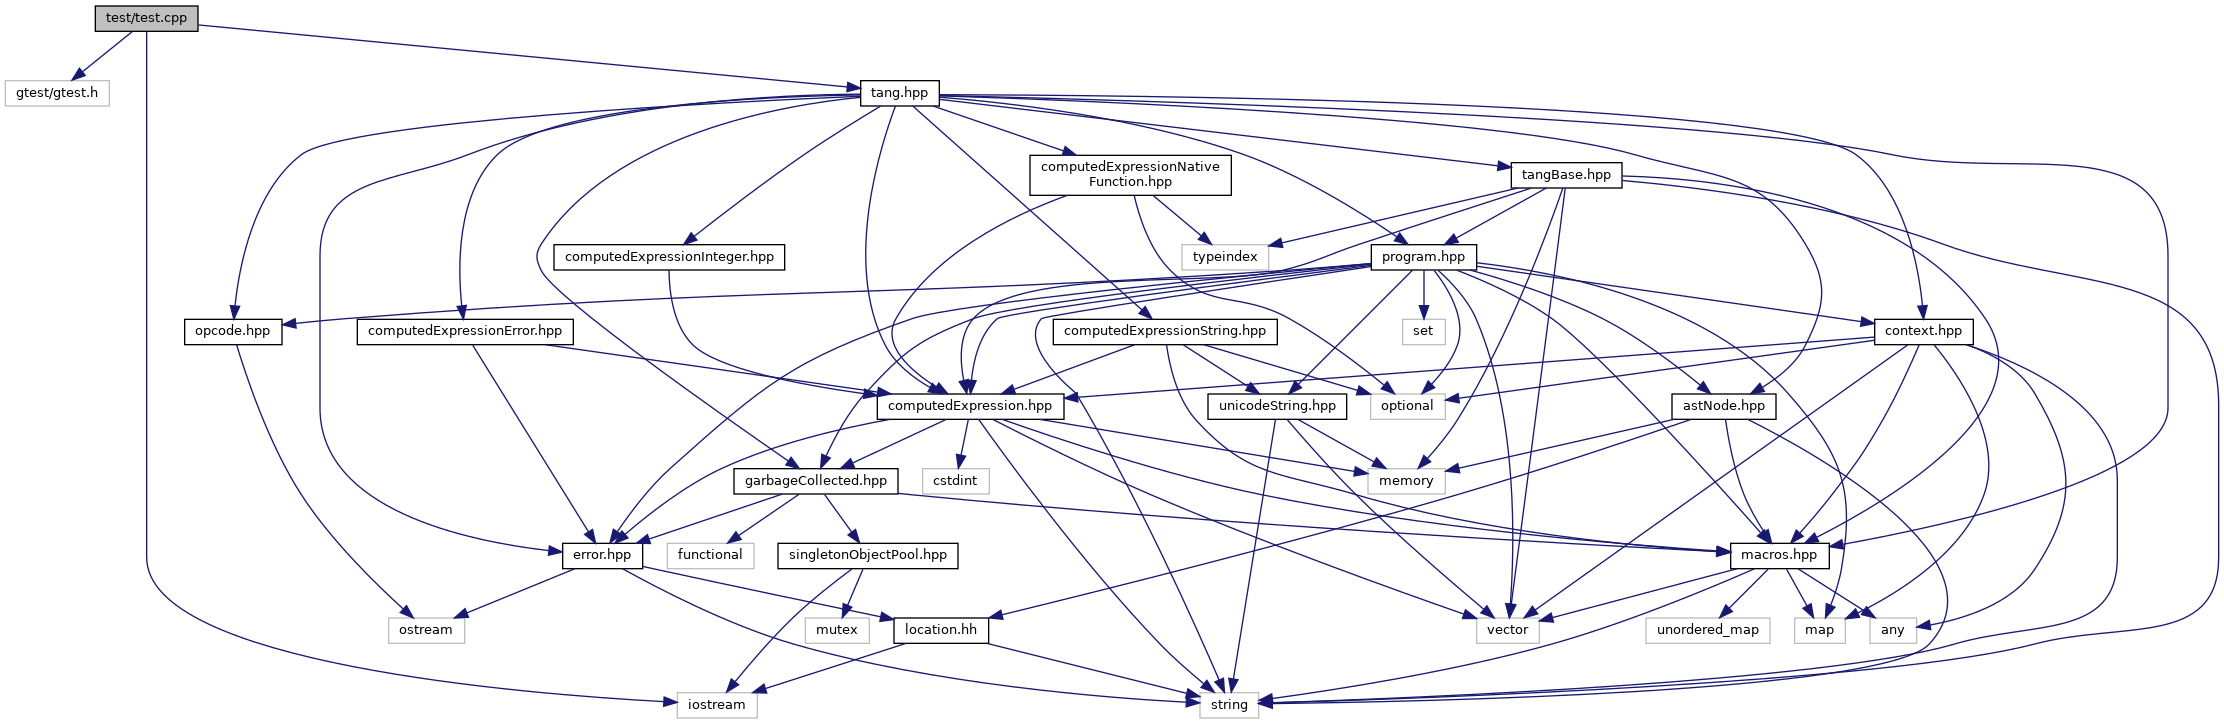 test/test.cpp
gtest/gtest.h
tang.hpp
computedExpressionNative
Function.hpp
tangBase.hpp
computedExpressionInteger.hpp
typeindex
program.hpp
opcode.hpp
computedExpressionError.hpp
computedExpressionString.hpp
set
context.hpp
computedExpression.hpp
unicodeString.hpp
optional
astNode.hpp
garbageCollected.hpp
cstdint
memory
error.hpp
functional
singletonObjectPool.hpp
macros.hpp
ostream
mutex
location.hh
vector
unordered_map
map
any
iostream
string